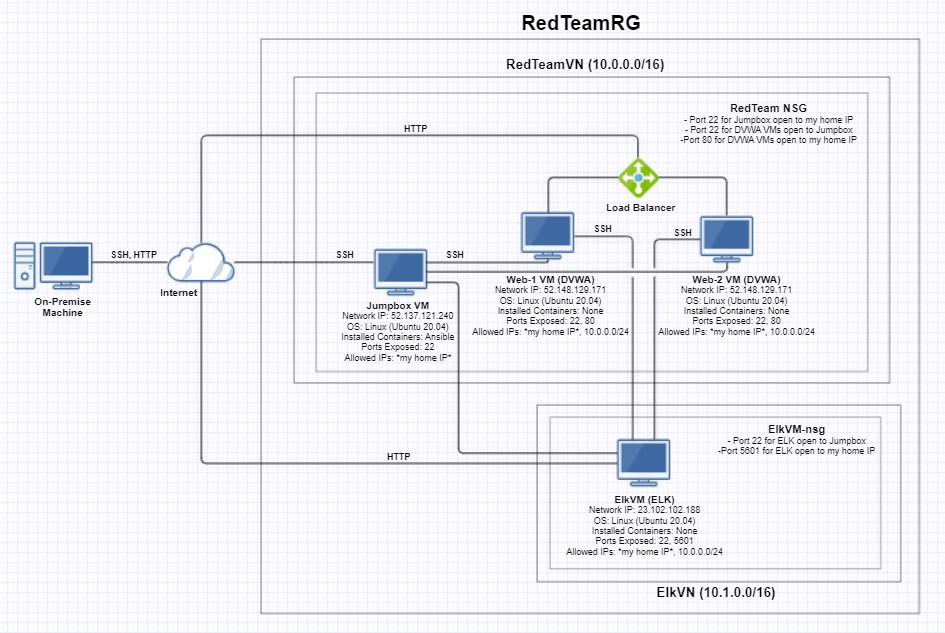 RedTeamRG
RedTeamVN (10.0.0.0/16)
RedTeam NSG
- Port 22 for Jumpbox open to my home IP
- Port 22 for DVWA VMs open to Jumpbox
-Port 80 for DVWA VMs open to my home IP
HTTP
Load Balancer
SSH
SSH
SSH, HTTP
SSH
SSH
On-Premise
Machine
Internet
Jumpbox VM
Network IP: 52.137.121.240
OS: Linux (Ubuntu 20.04)
Installed Containers: Ansible
Ports Exposed: 22
Allowed IPs: *my home IP*
Web-1 VM (DVWA)
Network IP: 52.148.129.171
OS: Linux (Ubuntu 20.04)
Installed Containers: None
Ports Exposed: 22, 80
Allowed IPs: *my home IP*, 10.0.0.0/24
Web-2 VM (DVWA)
Network IP: 52.148.129.171
OS: Linux (Ubuntu 20.04)
Installed Containers: None
Ports Exposed: 22, 80
Allowed IPs: *my home IP*, 10.0.0.0/24
ElkVM-nsg
- Port 22 for ELK open to Jumpbox
-Port 5601 for ELK open to my home IP
HTTP
ElkVM (ELK)
Network IP: 23.102.102.188
OS: Linux (Ubuntu 20.04)
Installed Containers: None
Ports Exposed: 22, 5601
Allowed IPs: *my home IP*, 10.0.0.0/24
ElkVN (10.1.0.0/16)